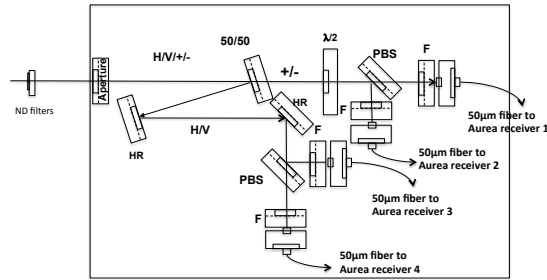 50/50
λ/2
H/V/+/-
+/-
PBS
F
Aperture
ND filters
HR
F
H/V
F
HR
50μm fiber to
Aurea receiver 1
PBS
50μm fiber to
Aurea receiver 2
50μm fiber to
Aurea receiver 3
F
50μm fiber to
Aurea receiver 4